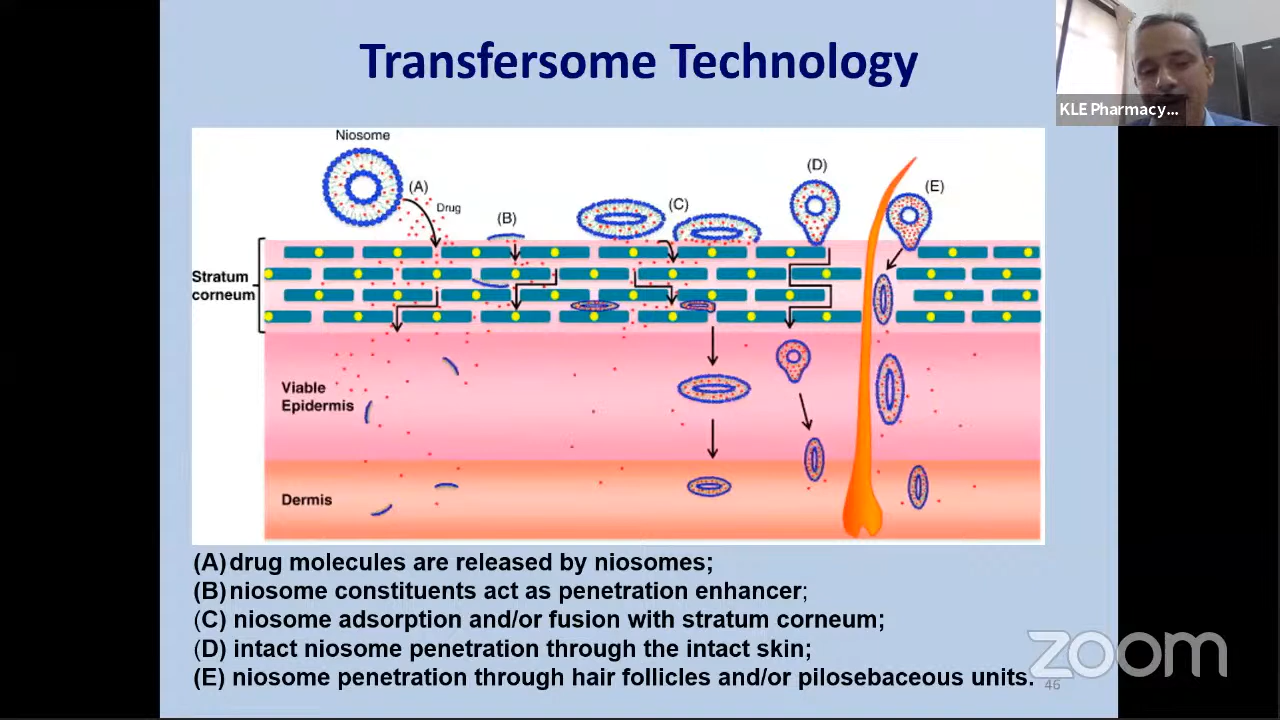 Transfersome Technology
KLE Pharmacy...
Niosome
(A)
Drug
(B)
(C)
(D)
(E)
Stratum
corneum
Viable
Epidermis
Dermis
(A) drug molecules are released by niosomes;
(B) niosome constituents act as penetration enhancer;
(C) niosome adsorption and/or fusion with stratum corneum;
(D) intact niosome penetration through the intact skin;
(E) niosome penetration through hair follicles and/or pilosebaceous units.
46
zoom